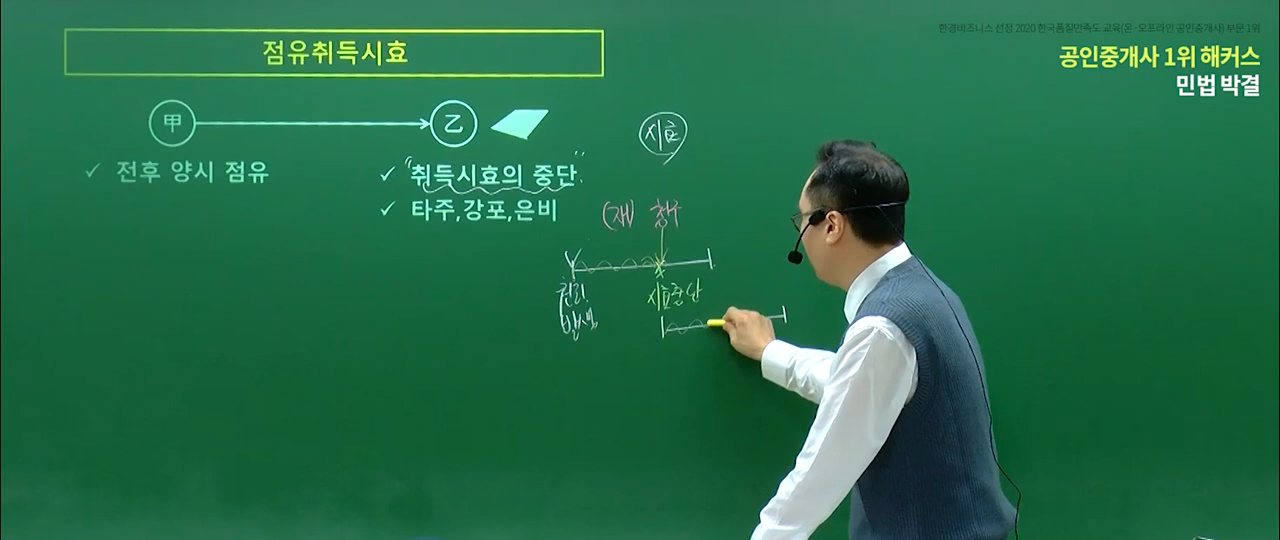 한경비즈니스 선정 2020 한국품질만족도 교육(온·오프라인 공인중개사) 부문 1위
공인중개사 1위 해커스
민법 박결
점유취득시효
甲
乙
시효
✓ 전후 양시 점유
✓ "취득시효의 중단"
✓ 타주,강포,은비
(재) 청구
권리
발생
시효중단